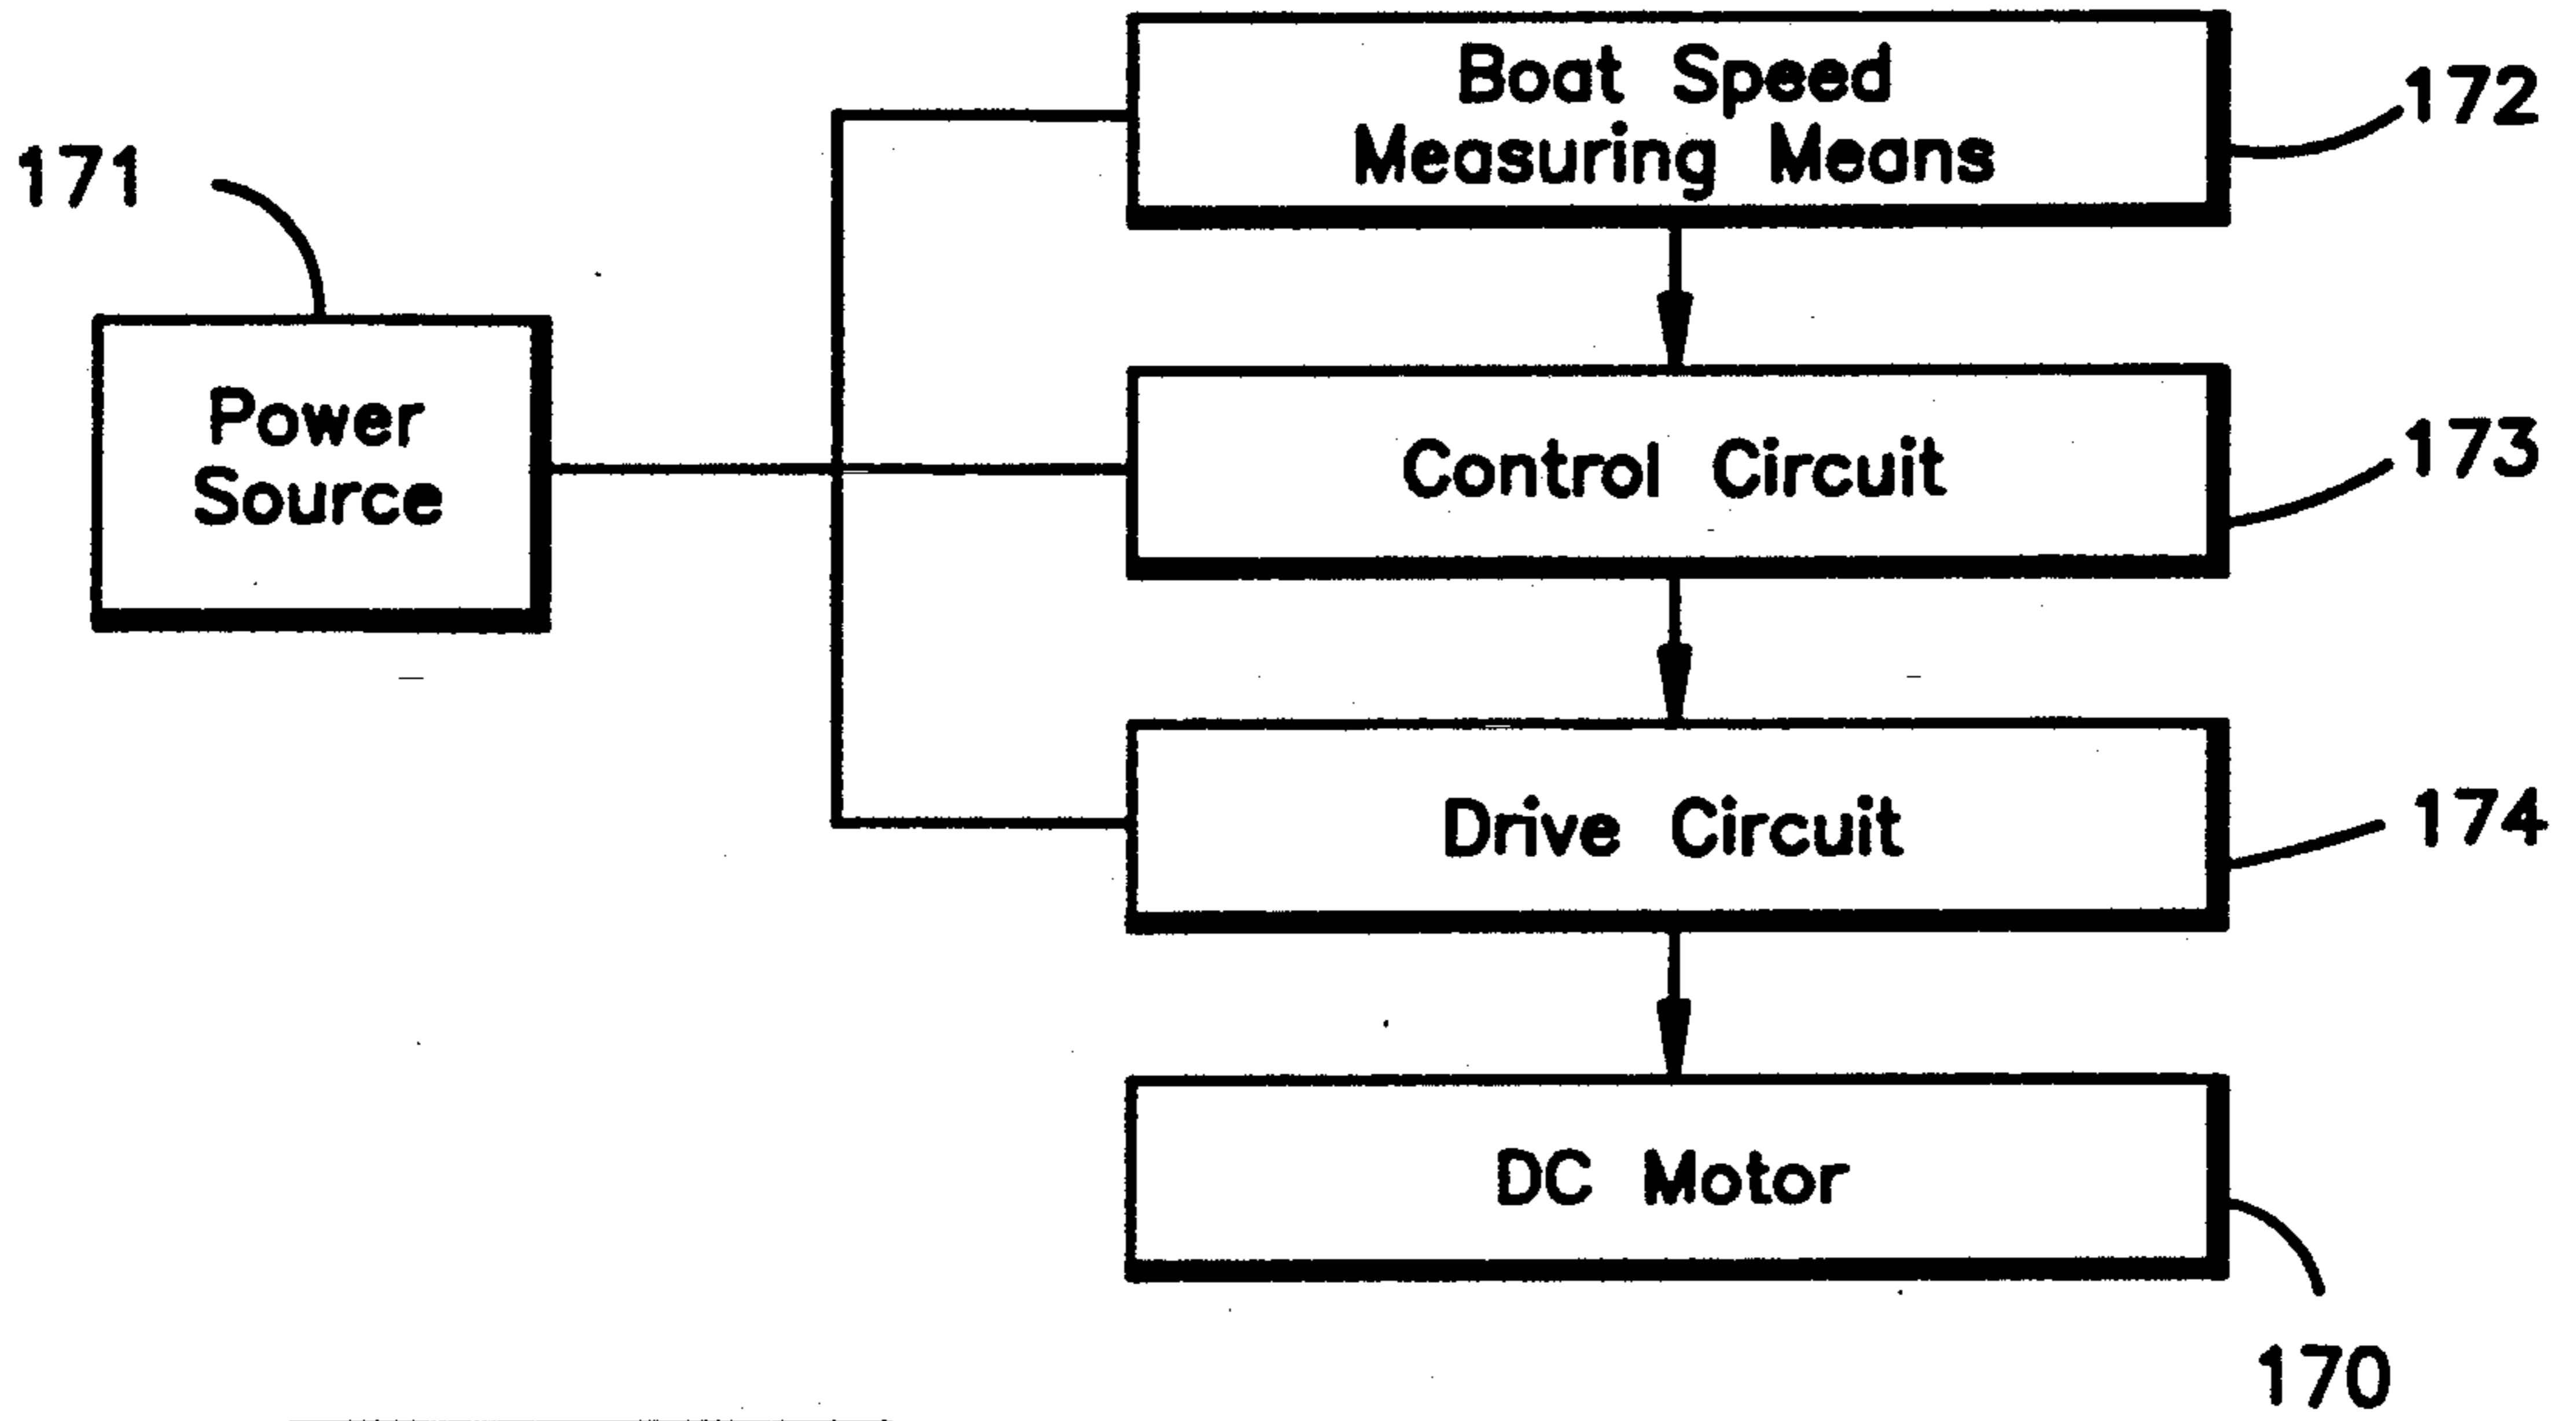 Boat Speed
Measuring Means
172
171
Power
Source
Control Circuit
173
Drive Circuit
174
DC Motor
170